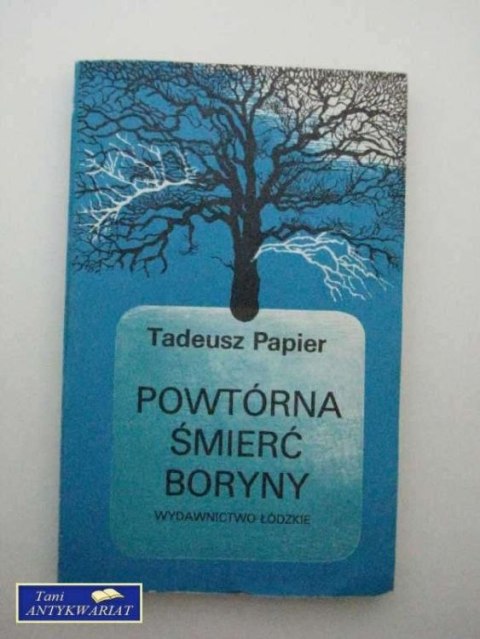 Tadeusz Papier
POWTÓRNA
ŚMIERĆ
BORYNY
WYDAWNICTWO ŁÓDZKIE
Tani
ANTYKWARIAT